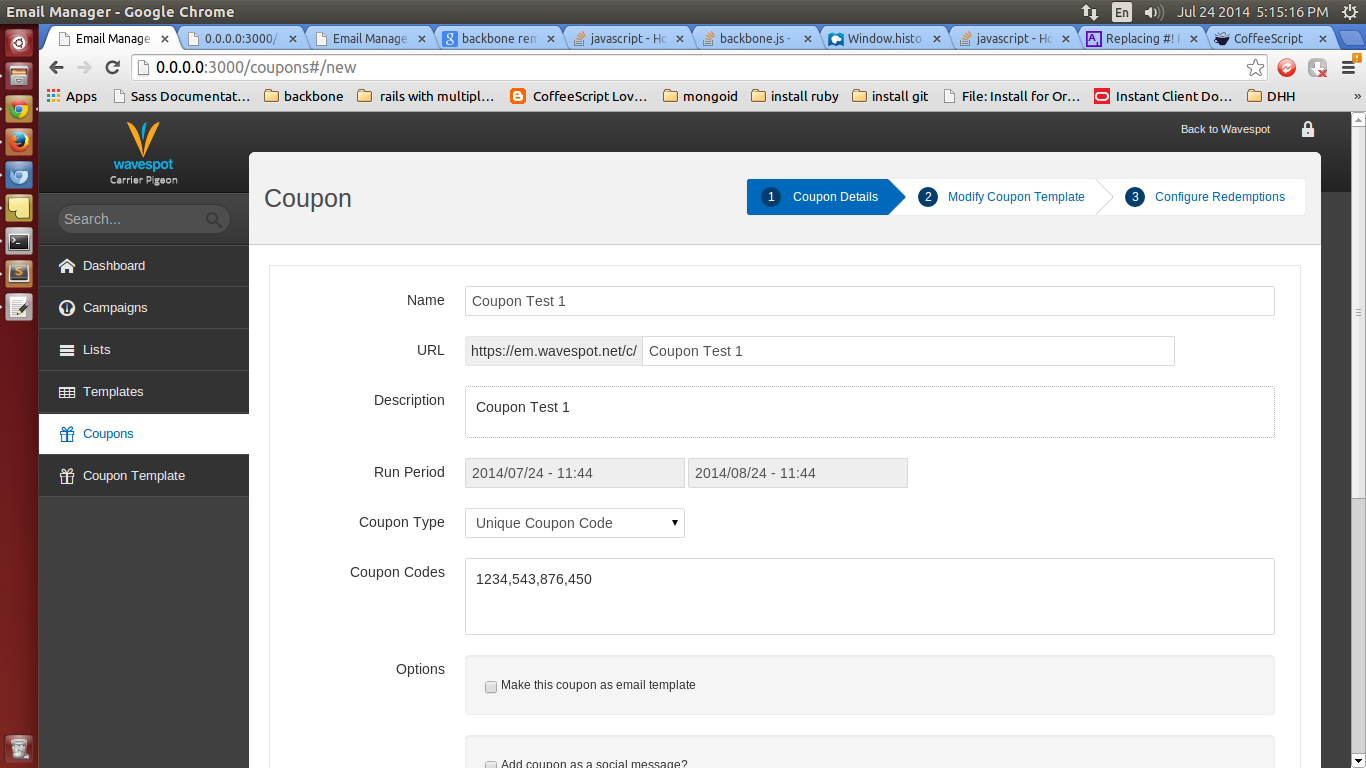 Email Manager - Google Chrome
En
Jul 24 2014 5:15:16 PM
Email Manage
0.0.0.0:3000/
Email Manage
backbone rem
javascript - Ho
backbone.js -
Window.histo
javascript - Ho
Replacing #!
CoffeeScript
0.0.0.0:3000/coupons#/new
Apps
Sass Documentat...
backbone
rails with multipl...
CoffeeScript Lov...
mongoid
install ruby
install git
File: Install for Or...
Instant Client Do...
DHH
»
wavespot
Carrier Pigeon
Back to Wavespot
Search...
Dashboard
Campaigns
Lists
Templates
Coupons
Coupon Template
Coupon
1 Coupon Details
2 Modify Coupon Template
3 Configure Redemptions
Name
Coupon Test 1
URL
https://em.wavespot.net/c/ Coupon Test 1
Description
Coupon Test 1
Run Period
2014/07/24 - 11:44
2014/08/24 - 11:44
Coupon Type
Unique Coupon Code
Coupon Codes
1234,543,876,450
Options
Make this coupon as email template
Add coupon as a social message?